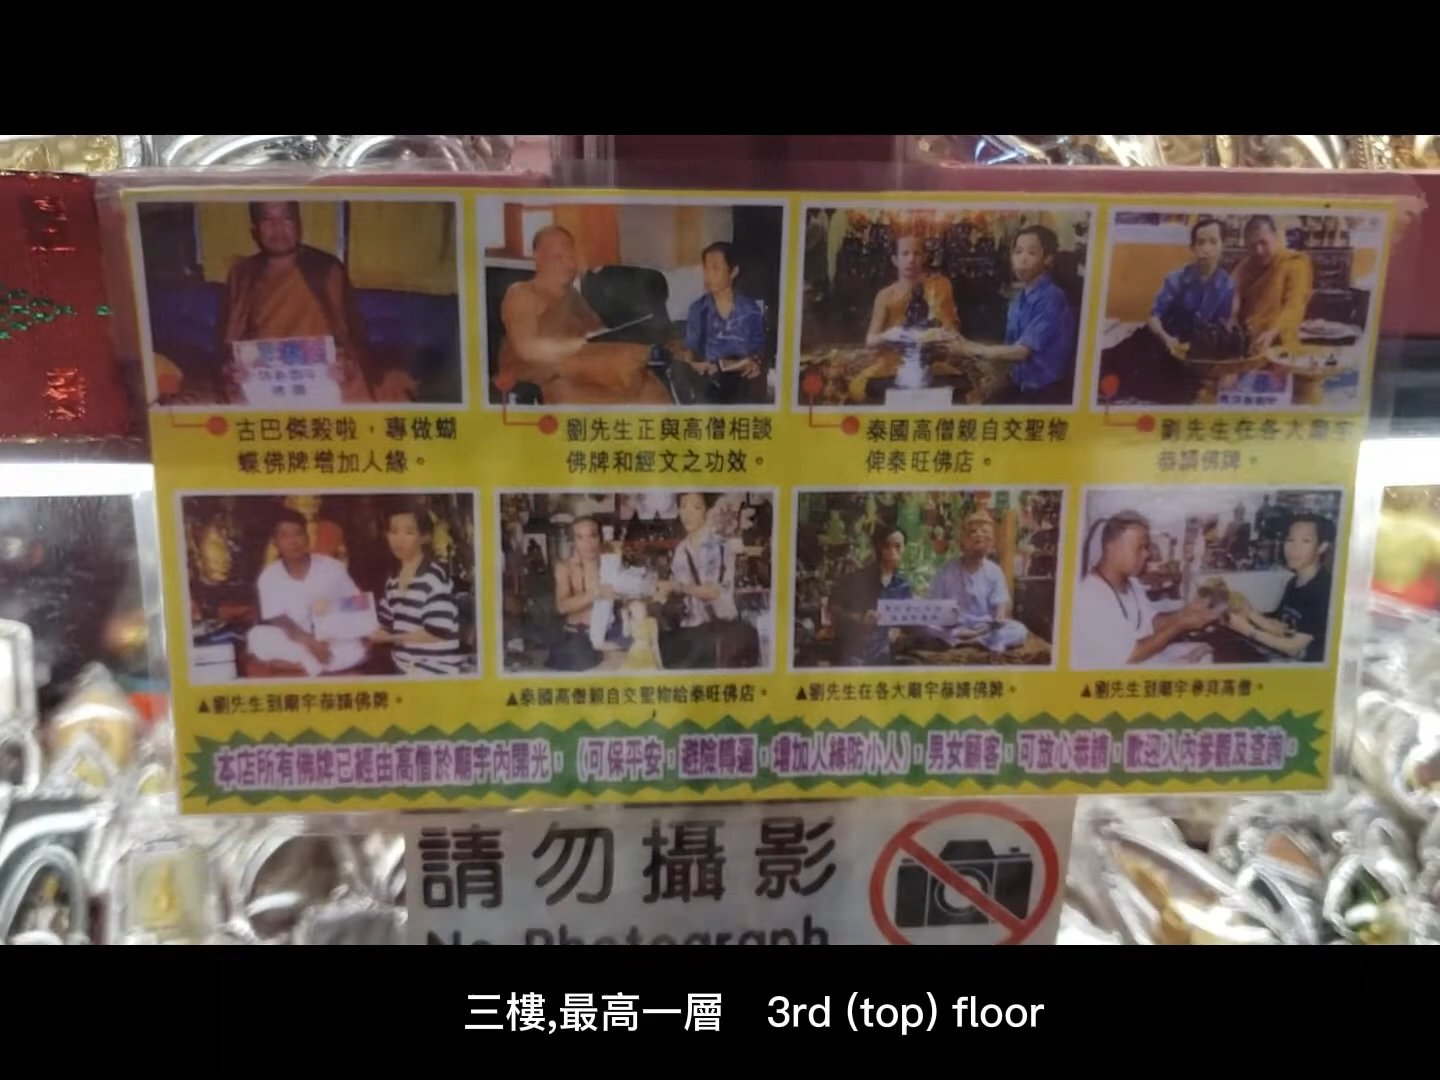 古巴傑殺啦，專做蝴
蝶佛牌增加人緣。
劉先生正與高僧相談
佛牌和經文之功效。
泰國高僧親自交聖物
俾泰旺佛店。
劉先生在各大廟宇
恭請佛牌。
▲劉先生到廟宇恭請佛牌。
▲泰國高僧親自交聖物給泰旺佛店。
▲劉先生在各大廟宇恭請佛牌。
▲劉先生到廟宇參拜高僧。
本店所有佛牌已經由高僧於廟宇內開光，(可保平安，避險轉運，增加人緣防小人)，男女顧客，可放心恭請，歡迎入內參觀及查詢。
請勿攝影
No Photograph
三樓,最高一層 3rd (top) floor